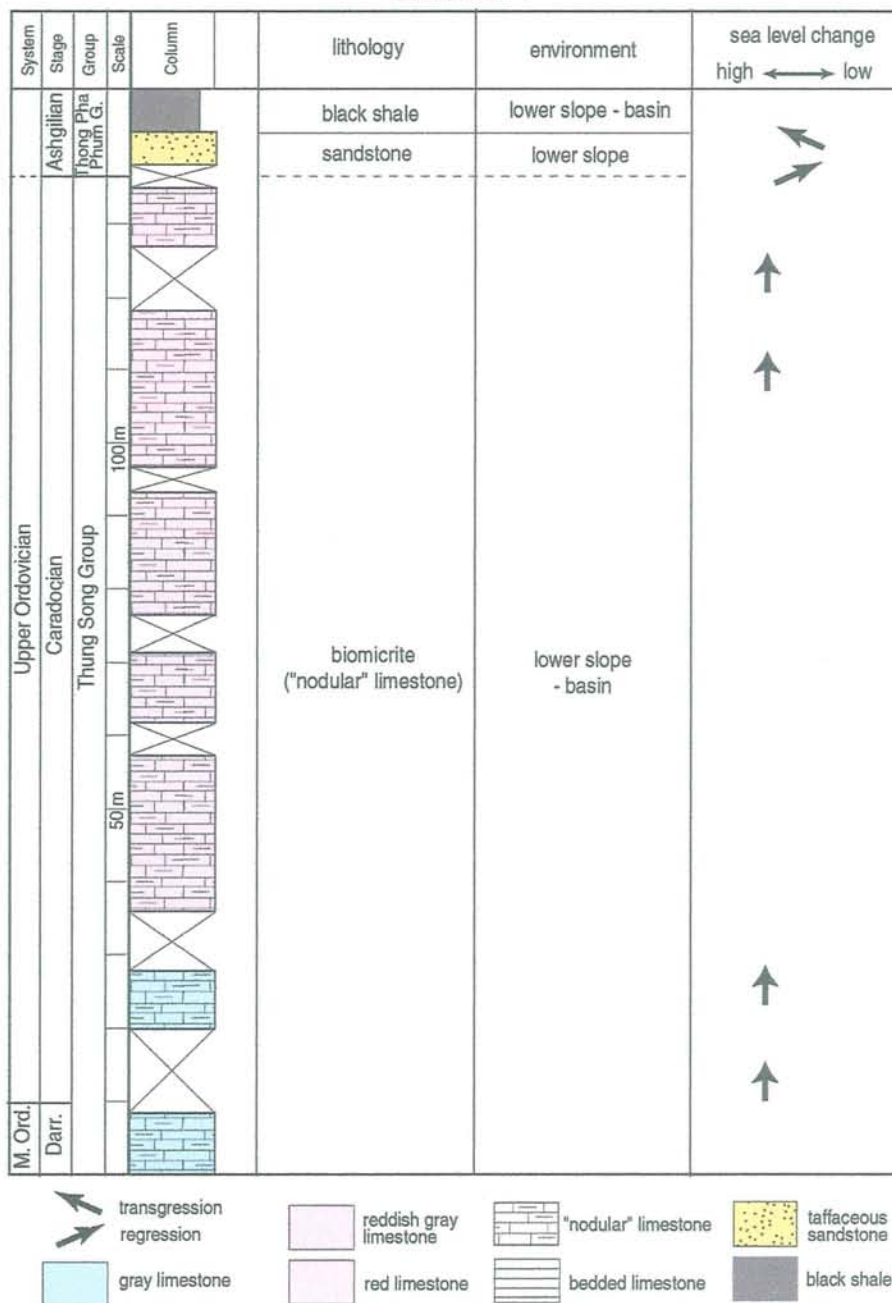 System
Stage
Group
Scale
Column
lithology
environment
sea level change
high low
Ashgilian
Thong Pha
Phum G.
black shale
lower slope - basin
sandstone
lower slope
Upper Ordovician
Caradocian
Thung Song Group
100 m
50 m
biomicrite
("nodular" limestone)
lower slope
- basin
M. Ord.
Darr.
transgression
regression
reddish gray
limestone
"nodular" limestone
taffaceous
sandstone
gray limestone
red limestone
bedded limestone
black shale